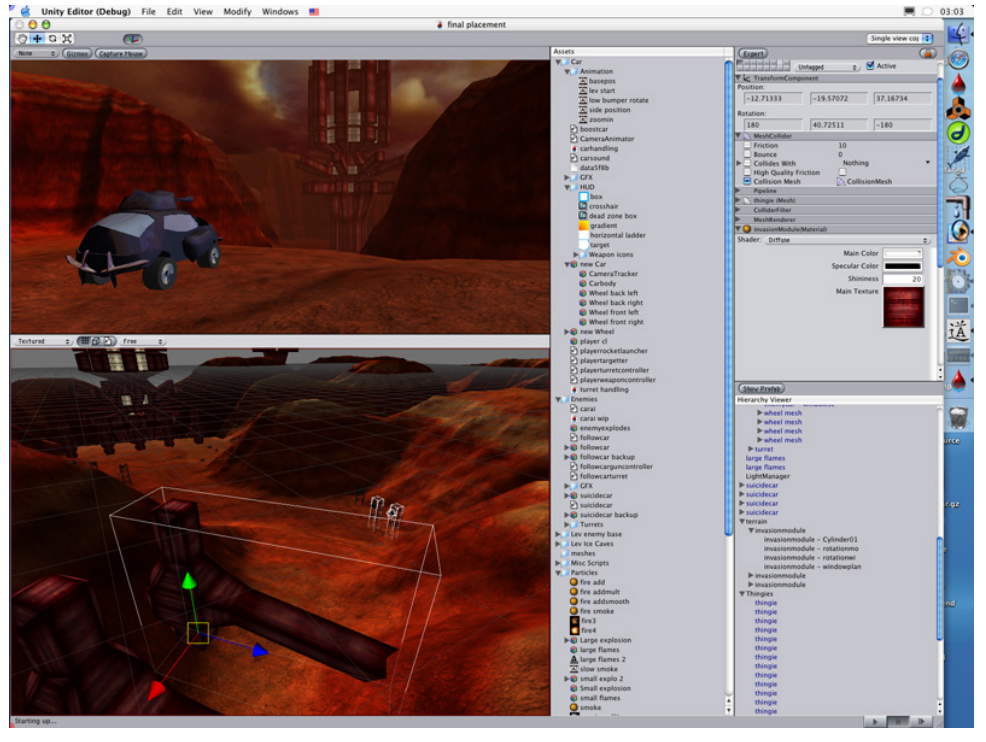 Unity Editor (Debug) File Edit View Modify Windows 03:03
final placement
Single view
None Gizmos Capture Mouse
Textured Free
Assets
Car
Animation
basepos
lev start
low bumper rotate
side position
zoomin
boostcar
CameraAnimator
carhandling
carsound
data5f8b
GFX
HUD
box
crosshair
dead zone box
gradient
horizontal ladder
target
Weapon icons
new Car
CameraTracker
Carbody
Wheel back left
Wheel back right
Wheel front left
Wheel front right
new Wheel
player cl
playerrocketlauncher
playertargetter
playerturretcontroller
playerweaponcontroller
turret handling
Enemies
carai
carai wip
enemyexplodes
followcar
followcar
followcar backup
followcarguncontroller
followcarturret
GFX
suicidecar
suicidecar
suicidecar backup
Turrets
Lev enemy base
Lev Ice Caves
meshes
Misc Scripts
Particles
fire add
fire addmult
fire addsmooth
fire smoke
fire3
fire4
Large explosion
large flames
large flames 2
slow smoke
small explo 2
Small explosion
small flames
smoke
Expert
Untagged Active
TransformComponent
Position:
-12.71333 -19.57072 37.16734
Rotation:
180 40.72511 -180
MeshCollider
Friction 10
Bounce 0
Collides With Nothing
High Quality Friction
Collision Mesh CollisionMesh
Pipeline
thingie (Mesh)
ColliderFilter
MeshRenderer
invasionModule(Material)
Shader: Diffuse
Main Color
Specular Color
Shininess 20
Main Texture
Show Prefab
Hierarchy Viewer
wheel mesh
wheel mesh
wheel mesh
wheel mesh
turret
large flames
large flames
LightManager
suicidecar
suicidecar
suicidecar
suicidecar
terrain
invasionmodule
invasionmodule - Cylinder01
invasionmodule - rotationmo
invasionmodule - rotationwi
invasionmodule - windowplan
invasionmodule
invasionmodule
Thingies
thingie
thingie
thingie
thingie
thingie
thingie
thingie
thingie
thingie
thingie
thingie
thingie
thingie
Starting up...